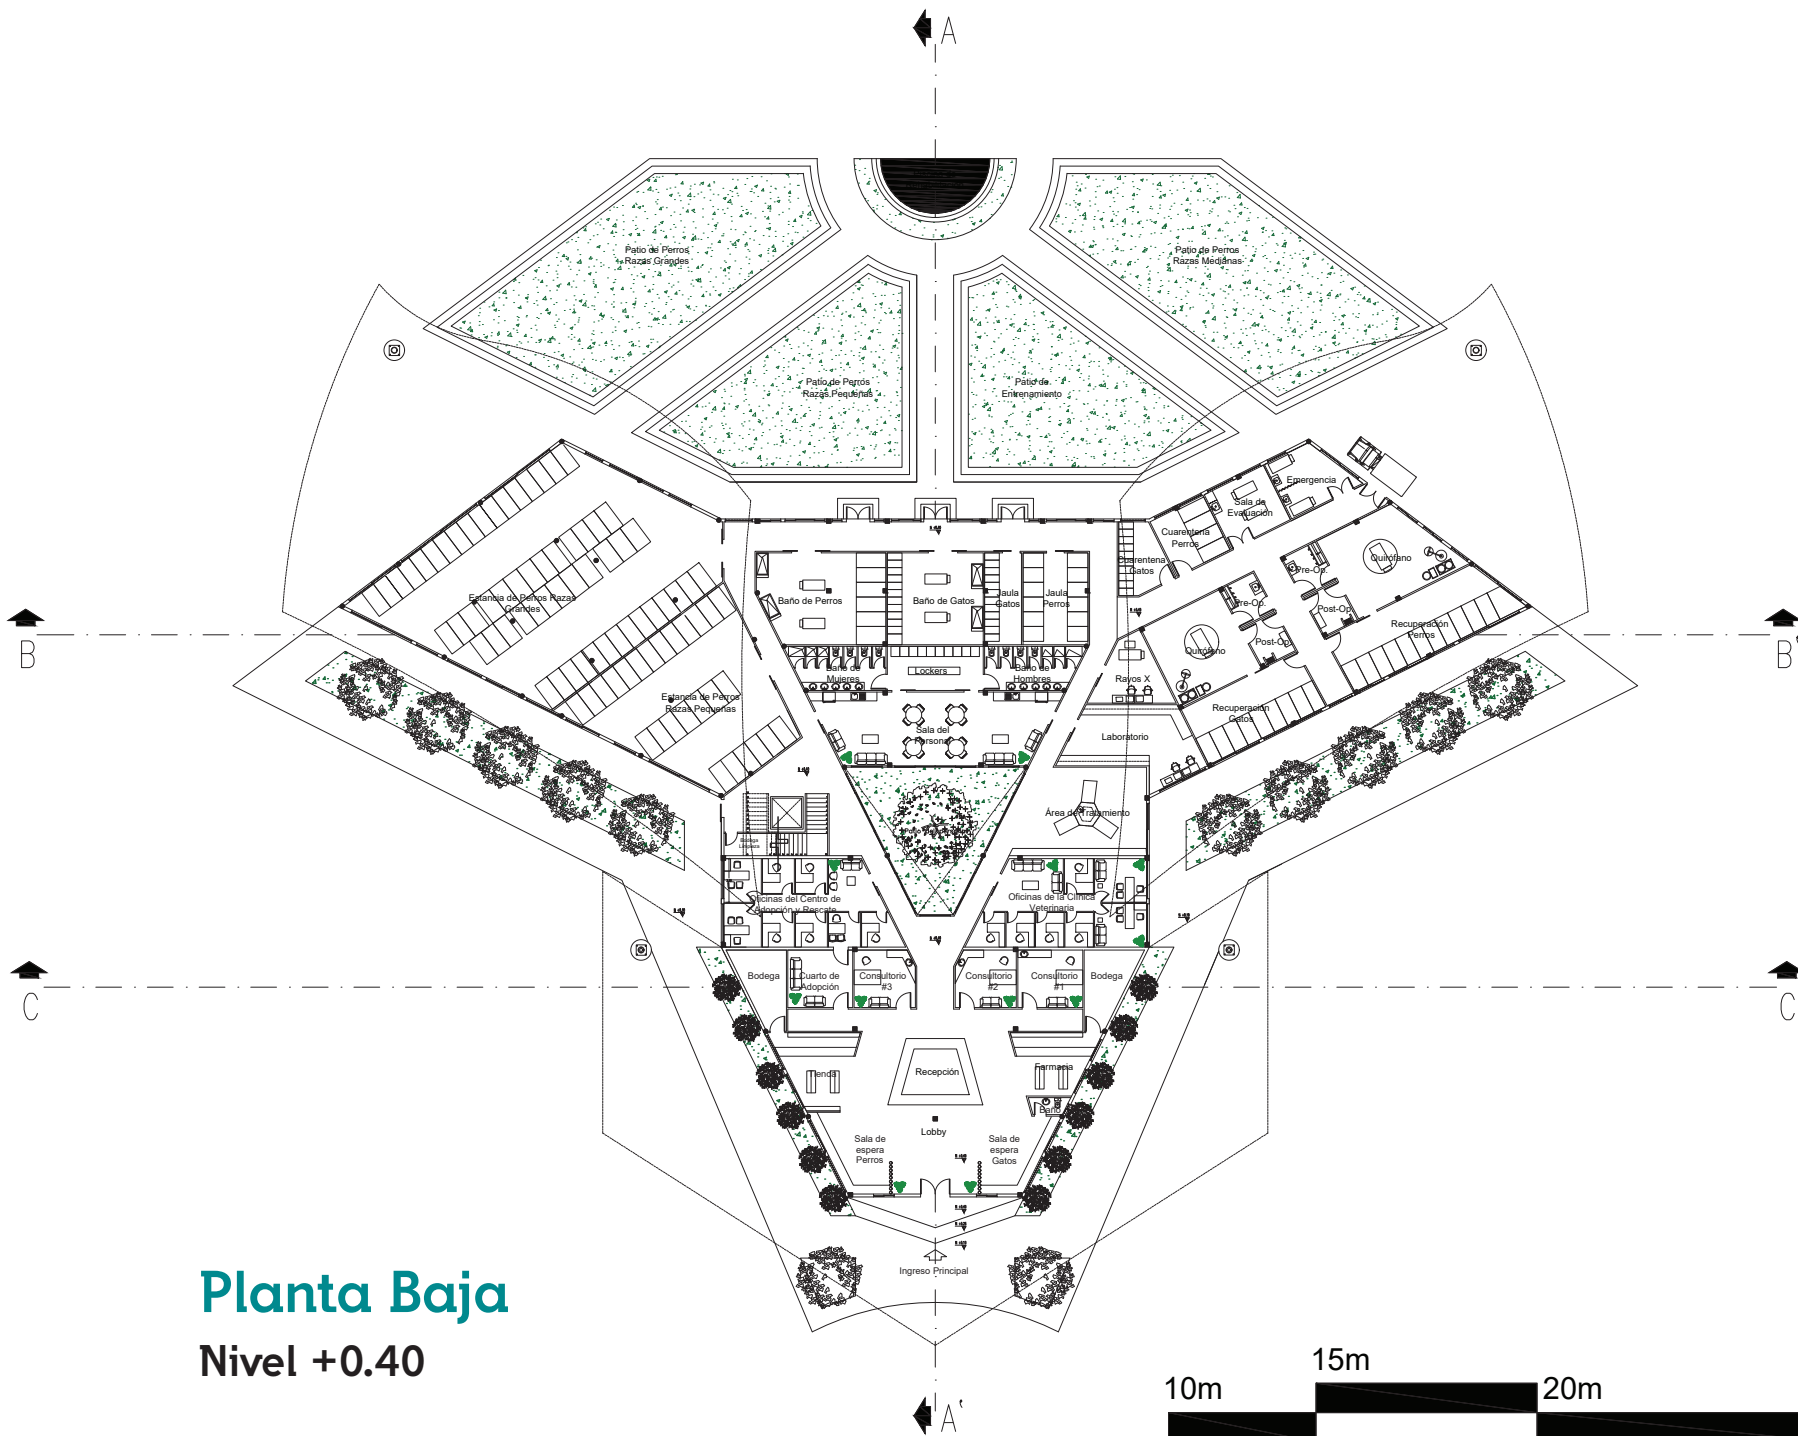 A
Patio de Perros
Razas Grandes
Patio de Perros
Razas Medianas
Patio de Perros
Razas Pequeñas
Patio de
Entrenamiento
Emergencia
Sala de
Evaluación
Cuarentena
Perros
Cuarentena
Gatos
Quirófano
Pre-Op.
Post-Op.
Recuperación
Perros
Estancia de Perros Razas
Grandes
Baño de Perros
Baño de Gatos
Jaula
Gatos
Jaula
Perros
Pre-Op.
Post-Op.
Quirófano
B
B'
Baño de
Mujeres
Lockers
Baño de
Hombres
Rayos X
Recuperación
Gatos
Estancia de Perros
Razas Pequeñas
Sala del
Personal
Laboratorio
Área de Tratamiento
Bodega
Limpieza
Oficinas del Centro de
Adopción y Rescate
Oficinas de la Clínica
Veterinaria
Bodega
Cuarto de
Adopción
Consultorio
#3
Consultorio
#2
Consultorio
#1
Bodega
C
C
Tienda
Recepción
Farmacia
Baño
Lobby
Sala de
espera
Perros
Sala de
espera
Gatos
Ingreso Principal
Planta Baja
Nivel +0.40
A'
10m
15m
20m